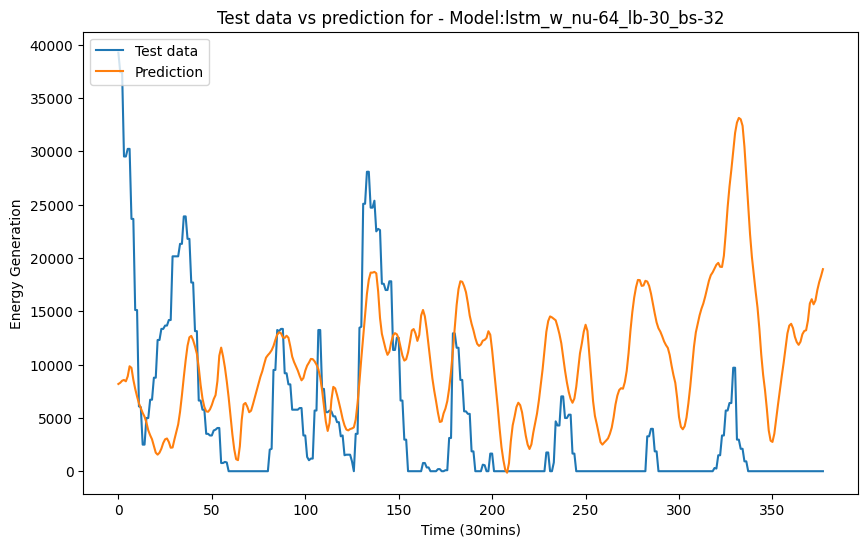 Test data vs prediction for - Model:lstm_w_nu-64_lb-30_bs-32
Test data
Prediction
Energy Generation
40000
35000
30000
25000
20000
15000
10000
5000
0
0 50 100 150 200 250 300 350
Time (30mins)